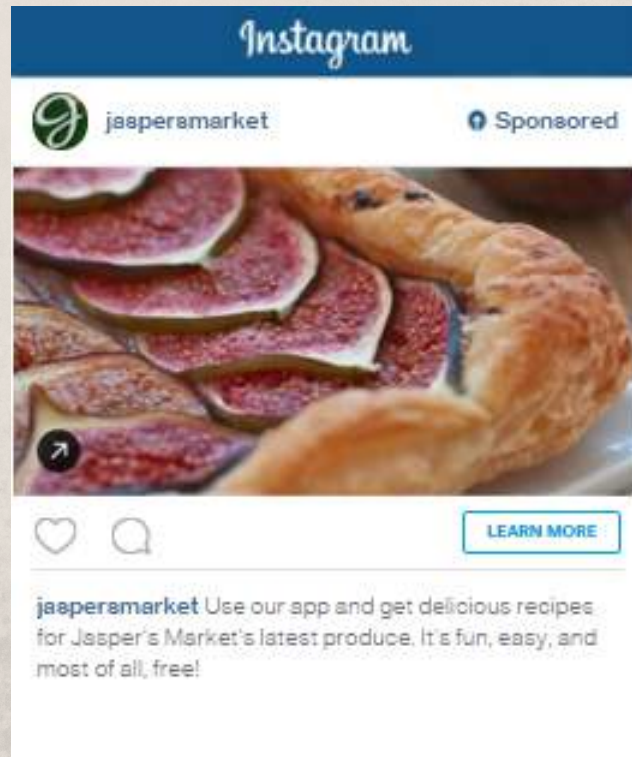 Instagram
jaspersmarket
Sponsored
LEARN MORE
jaspersmarket Use our app and get delicious recipes
for Jasper's Market's latest produce. It's fun, easy, and
most of all, free!